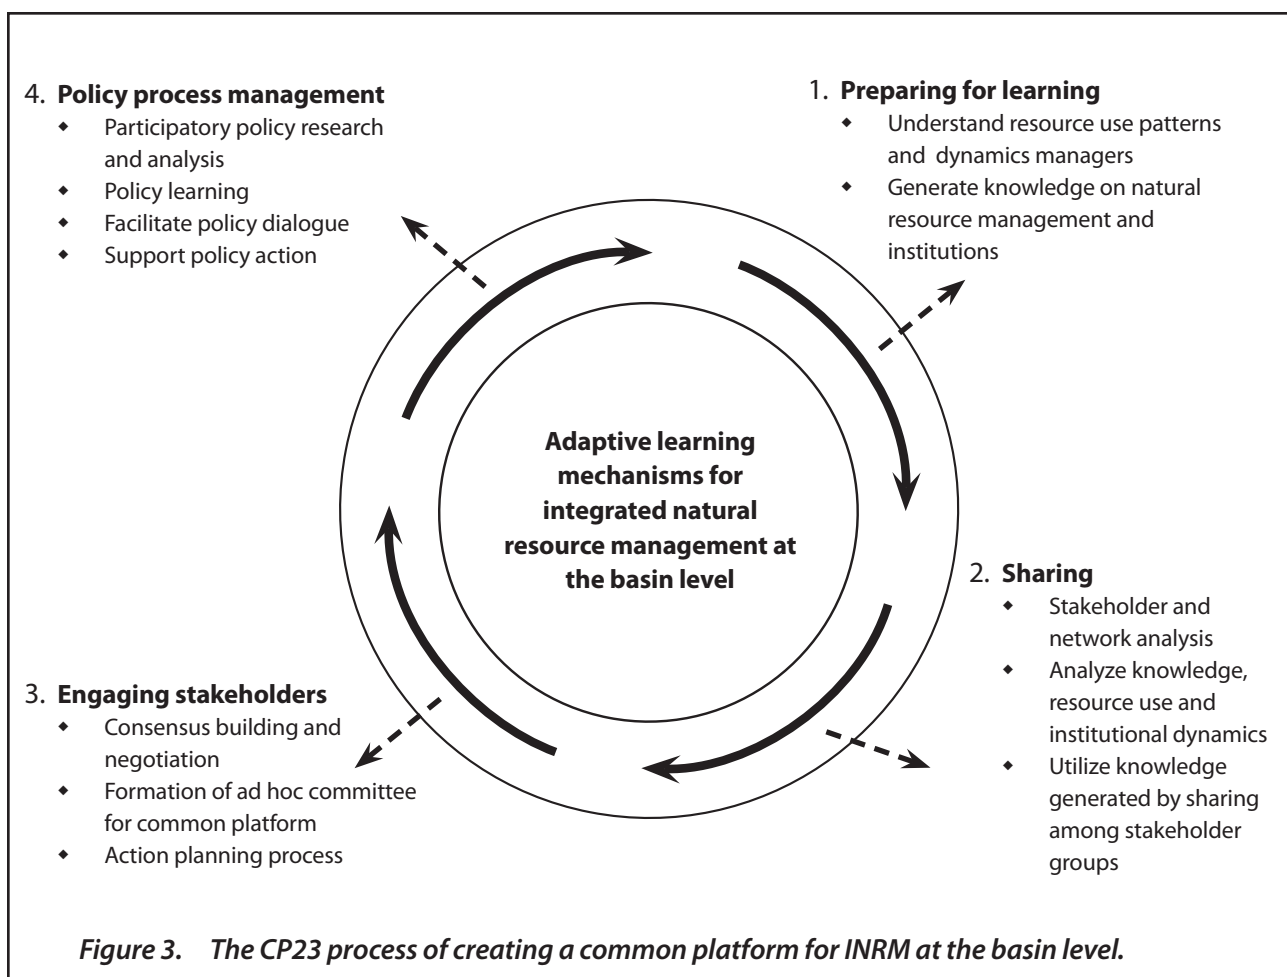 4. Policy process management
◆ Participatory policy research
and analysis
◆ Policy learning
◆ Facilitate policy dialogue
◆ Support policy action
1. Preparing for learning
◆ Understand resource use patterns
and dynamics managers
◆ Generate knowledge on natural
resource management and
institutions
Adaptive learning
mechanisms for
integrated natural
resource management at
the basin level
2. Sharing
◆ Stakeholder and
network analysis
◆ Analyze knowledge,
resource use and
institutional dynamics
◆ Utilize knowledge
generated by sharing
among stakeholder
groups
3. Engaging stakeholders
◆ Consensus building and
negotiation
◆ Formation of ad hoc committee
for common platform
◆ Action planning process
Figure 3. The CP23 process of creating a common platform for INRM at the basin level.